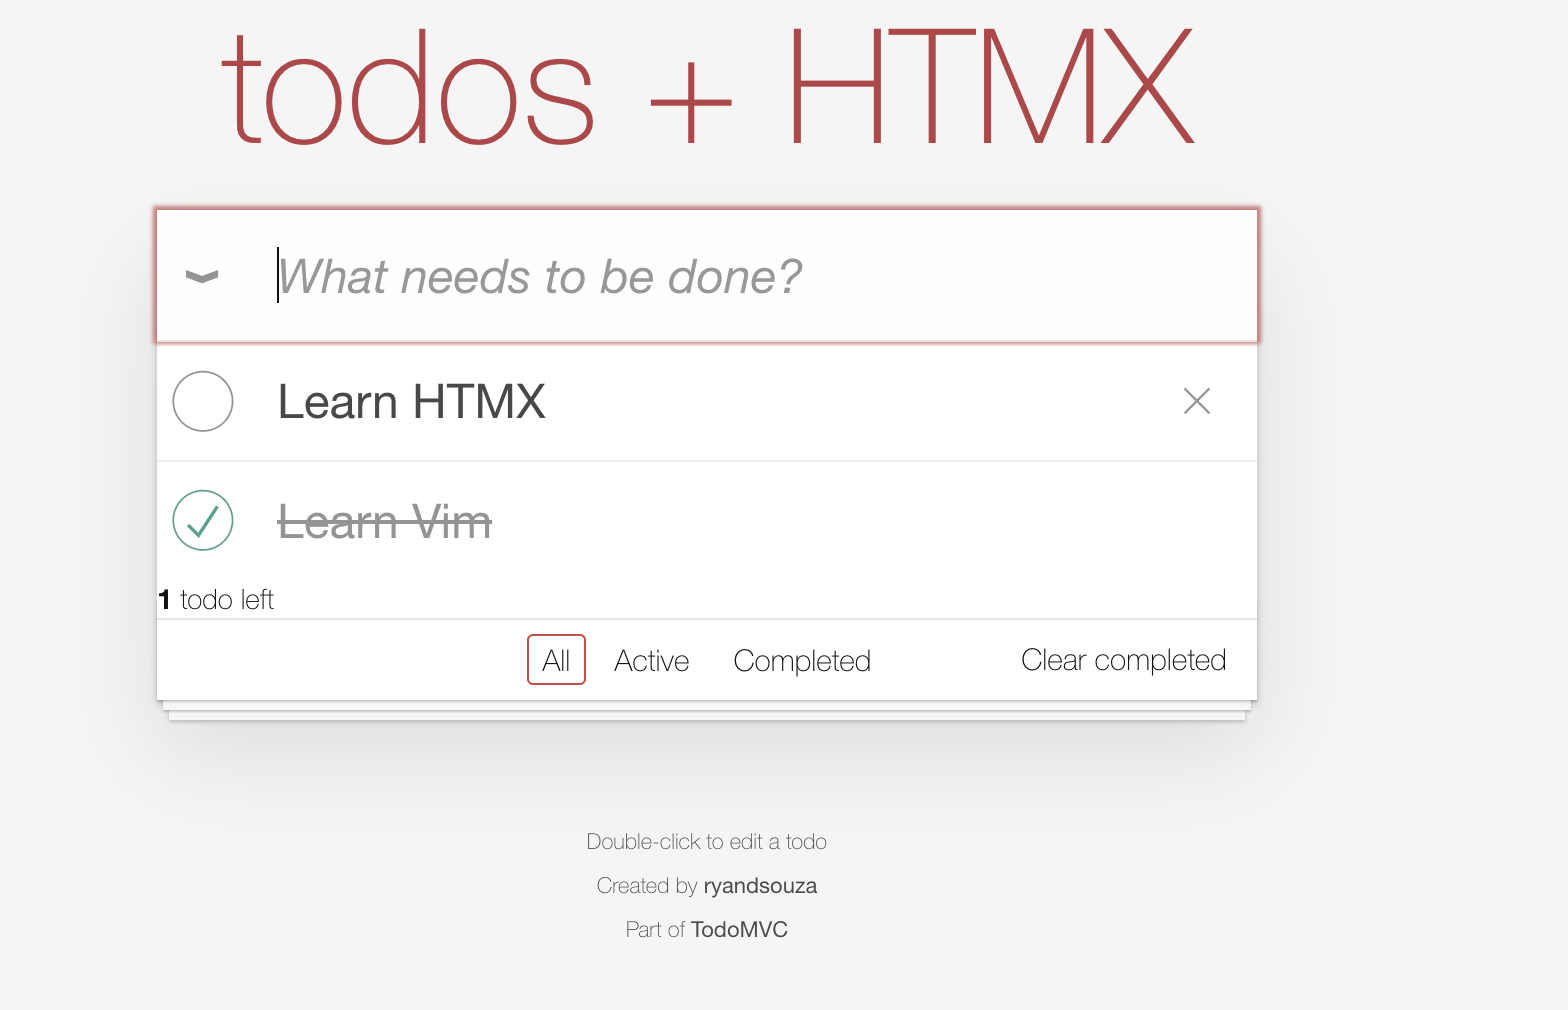 todos + HTMX
What needs to be done?
Learn HTMX
Learn Vim
1 todo left
All Active Completed Clear completed
Double-click to edit a todo
Created by ryandsouza
Part of TodoMVC